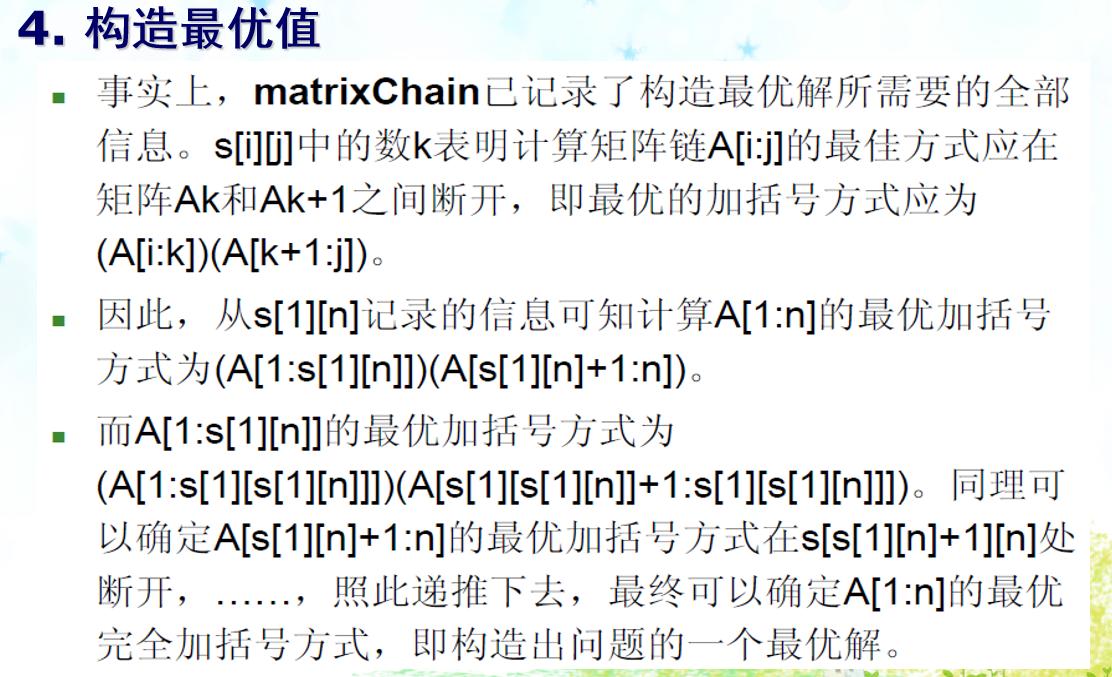 4. 构造最优值
事实上，matrixChain已记录了构造最优解所需要的全部
信息。s[i][j]中的数k表明计算矩阵链A[i:j]的最佳方式应在
矩阵Ak和Ak+1之间断开，即最优的加括号方式应为
(A[i:k])(A[k+1:j])。
因此，从s[1][n]记录的信息可知计算A[1:n]的最优加括号
方式为(A[1:s[1][n]])(A[s[1][n]+1:n])。
而A[1:s[1][n]]的最优加括号方式为
(A[1:s[1][s[1][n]]])(A[s[1][s[1][n]]+1:s[1][s[1][n]]])。同理可
以确定A[s[1][n]+1:n]的最优加括号方式在s[s[1][n]+1][n]处
断开，……，照此递推下去，最终可以确定A[1:n]的最优
完全加括号方式，即构造出问题的一个最优解。